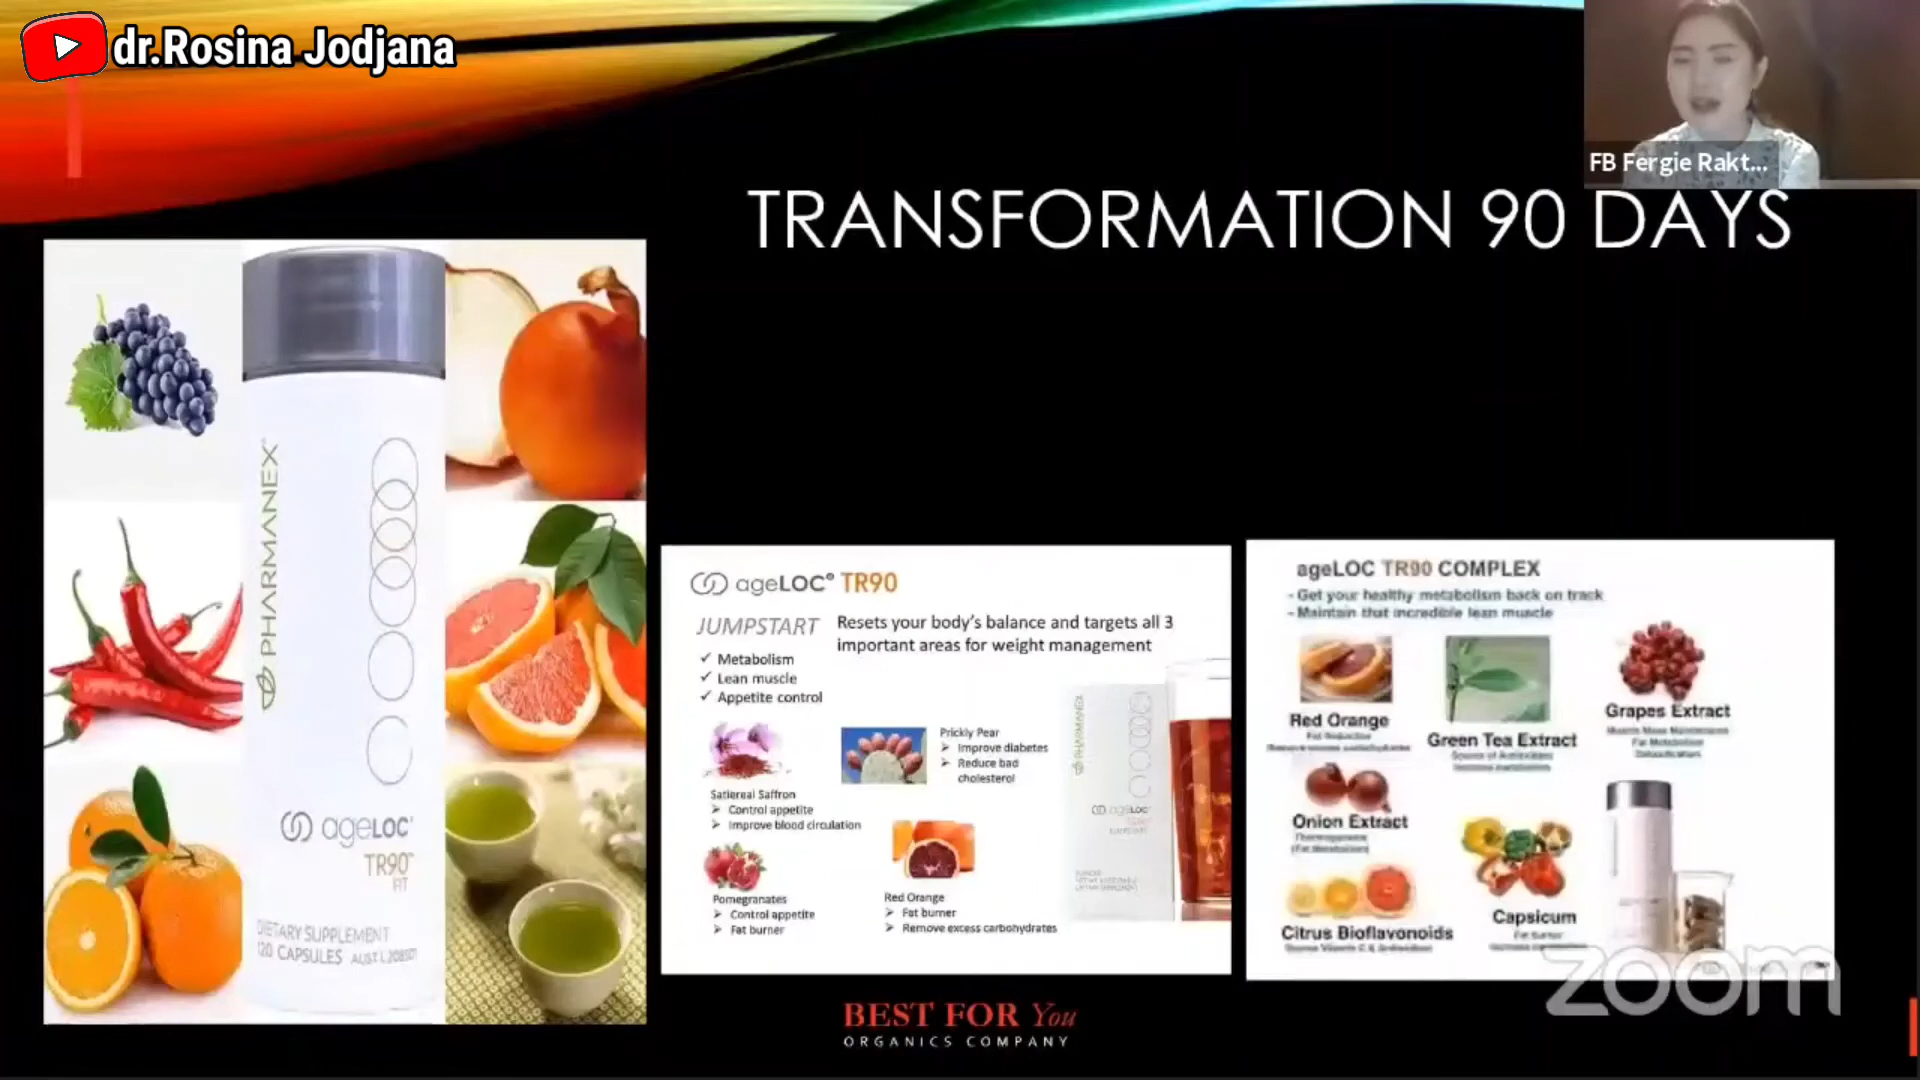 dr.Rosina Jodjana
FB Fergie Rakt...
TRANSFORMATION 90 DAYS
PHARMANEX
ageLOC
TR90
FIT
DIETARY SUPPLEMENT
120 CAPSULES
ageLOC® TR90
JUMPSTART
Resets your body's balance and targets all 3
important areas for weight management
✓ Metabolism
✓ Lean muscle
✓ Appetite control
Satiereal Saffron
➢ Control appetite
➢ Improve blood circulation
Prickly Pear
➢ Improve diabetes
➢ Reduce bad
cholesterol
Pomegranates
➢ Control appetite
➢ Fat burner
Red Orange
➢ Fat burner
➢ Remove excess carbohydrates
PHARMANEX
ageLOC
ageLOC TR90 COMPLEX
- Get your healthy metabolism back on track
- Maintain that incredible lean muscle
Red Orange
Green Tea Extract
Grapes Extract
Onion Extract
Citrus Bioflavonoids
Capsicum
BEST FOR You
ORGANICS COMPANY
zoom